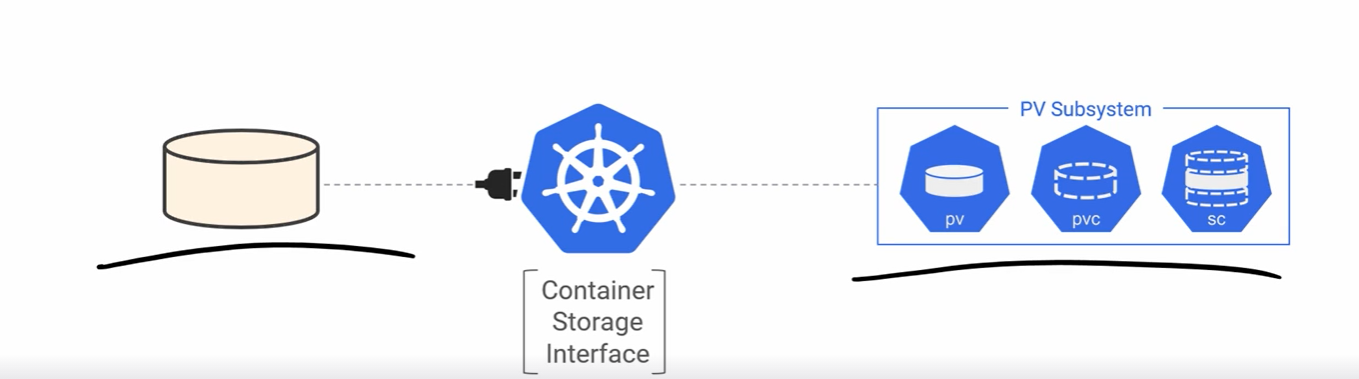 PV Subsystem
pv
pvc
sc
Container
Storage
Interface